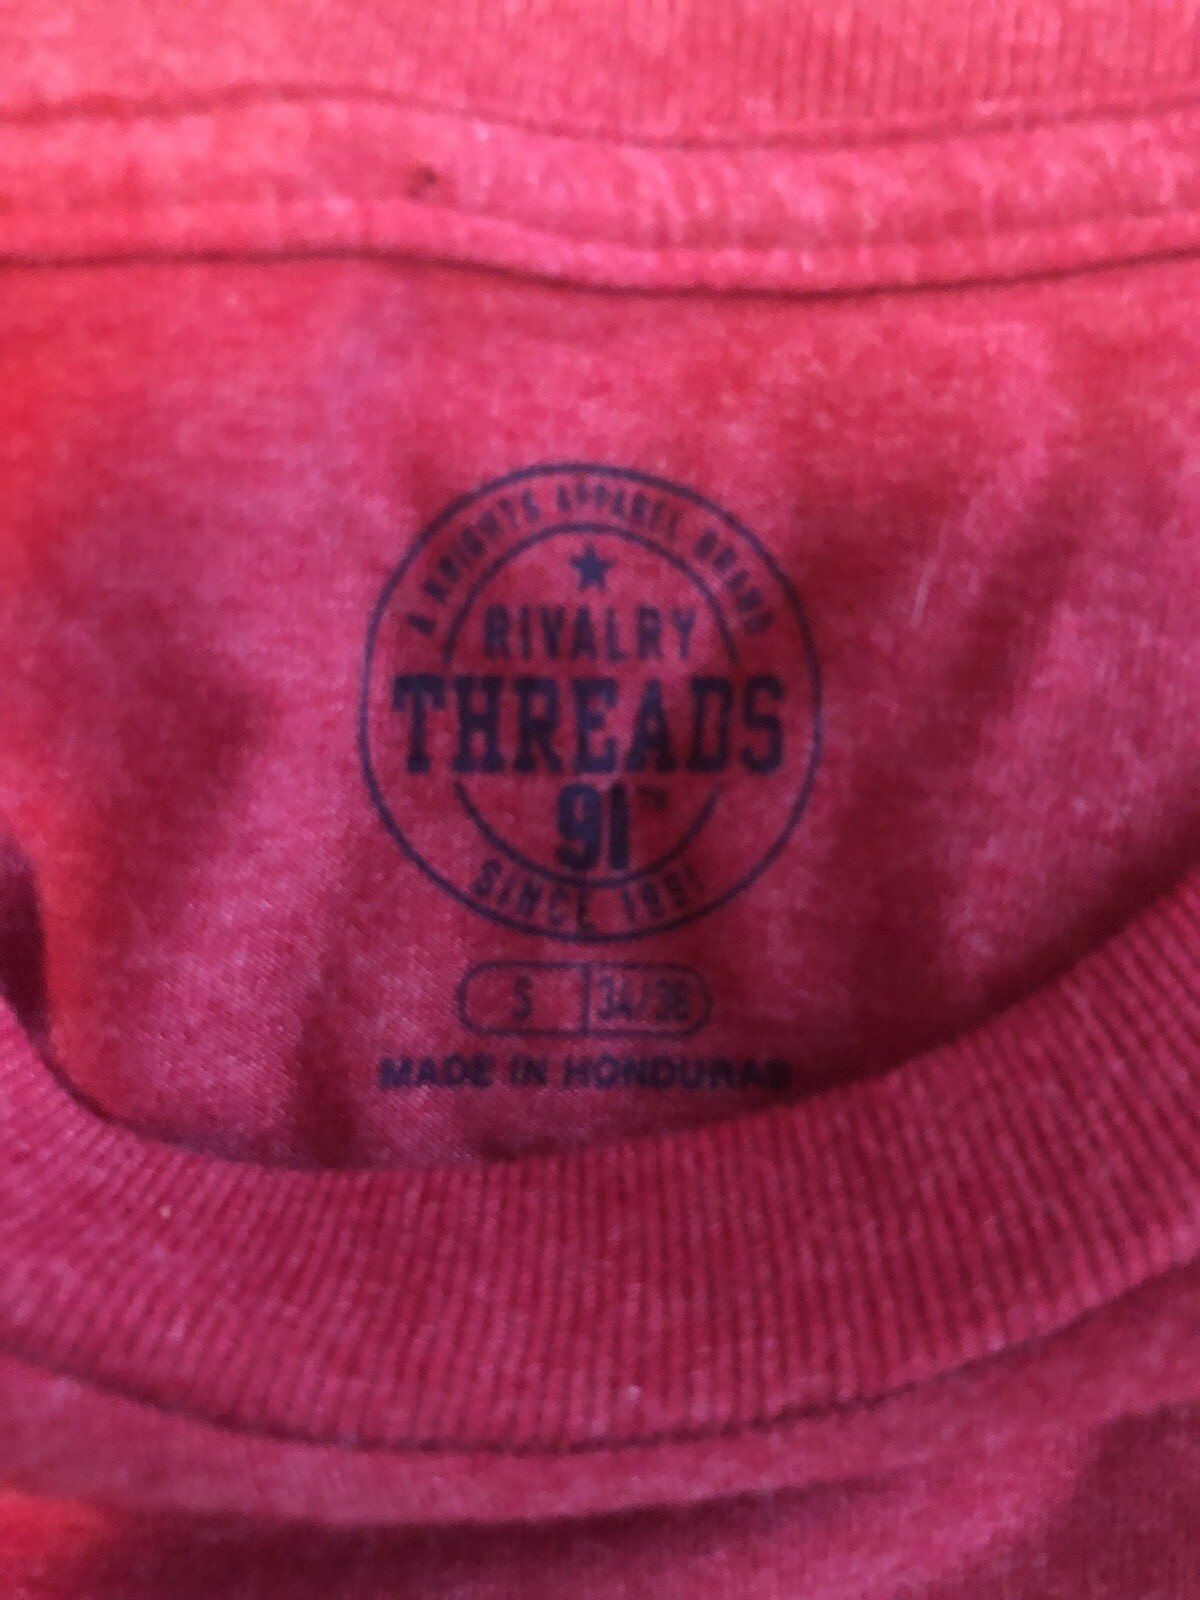 A KNIGHTS APPAREL BRAND
RIVALRY
THREADS
91™
SINCE 1991
S 34/36
MADE IN HONDURAS